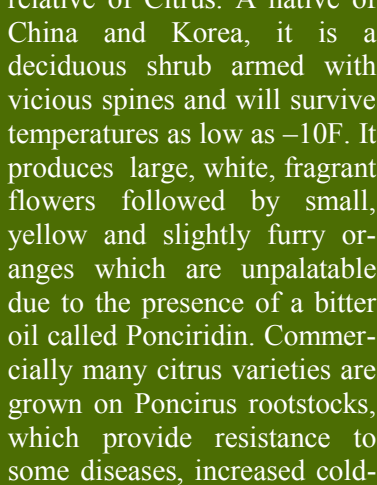 relative of Citrus. A native of
China and Korea, it is a
deciduous shrub armed with
vicious spines and will survive
temperatures as low as –10F. It
produces large, white, fragrant
flowers followed by small,
yellow and slightly furry or-
anges which are unpalatable
due to the presence of a bitter
oil called Ponciridin. Commer-
cially many citrus varieties are
grown on Poncirus rootstocks,
which provide resistance to
some diseases, increased cold-